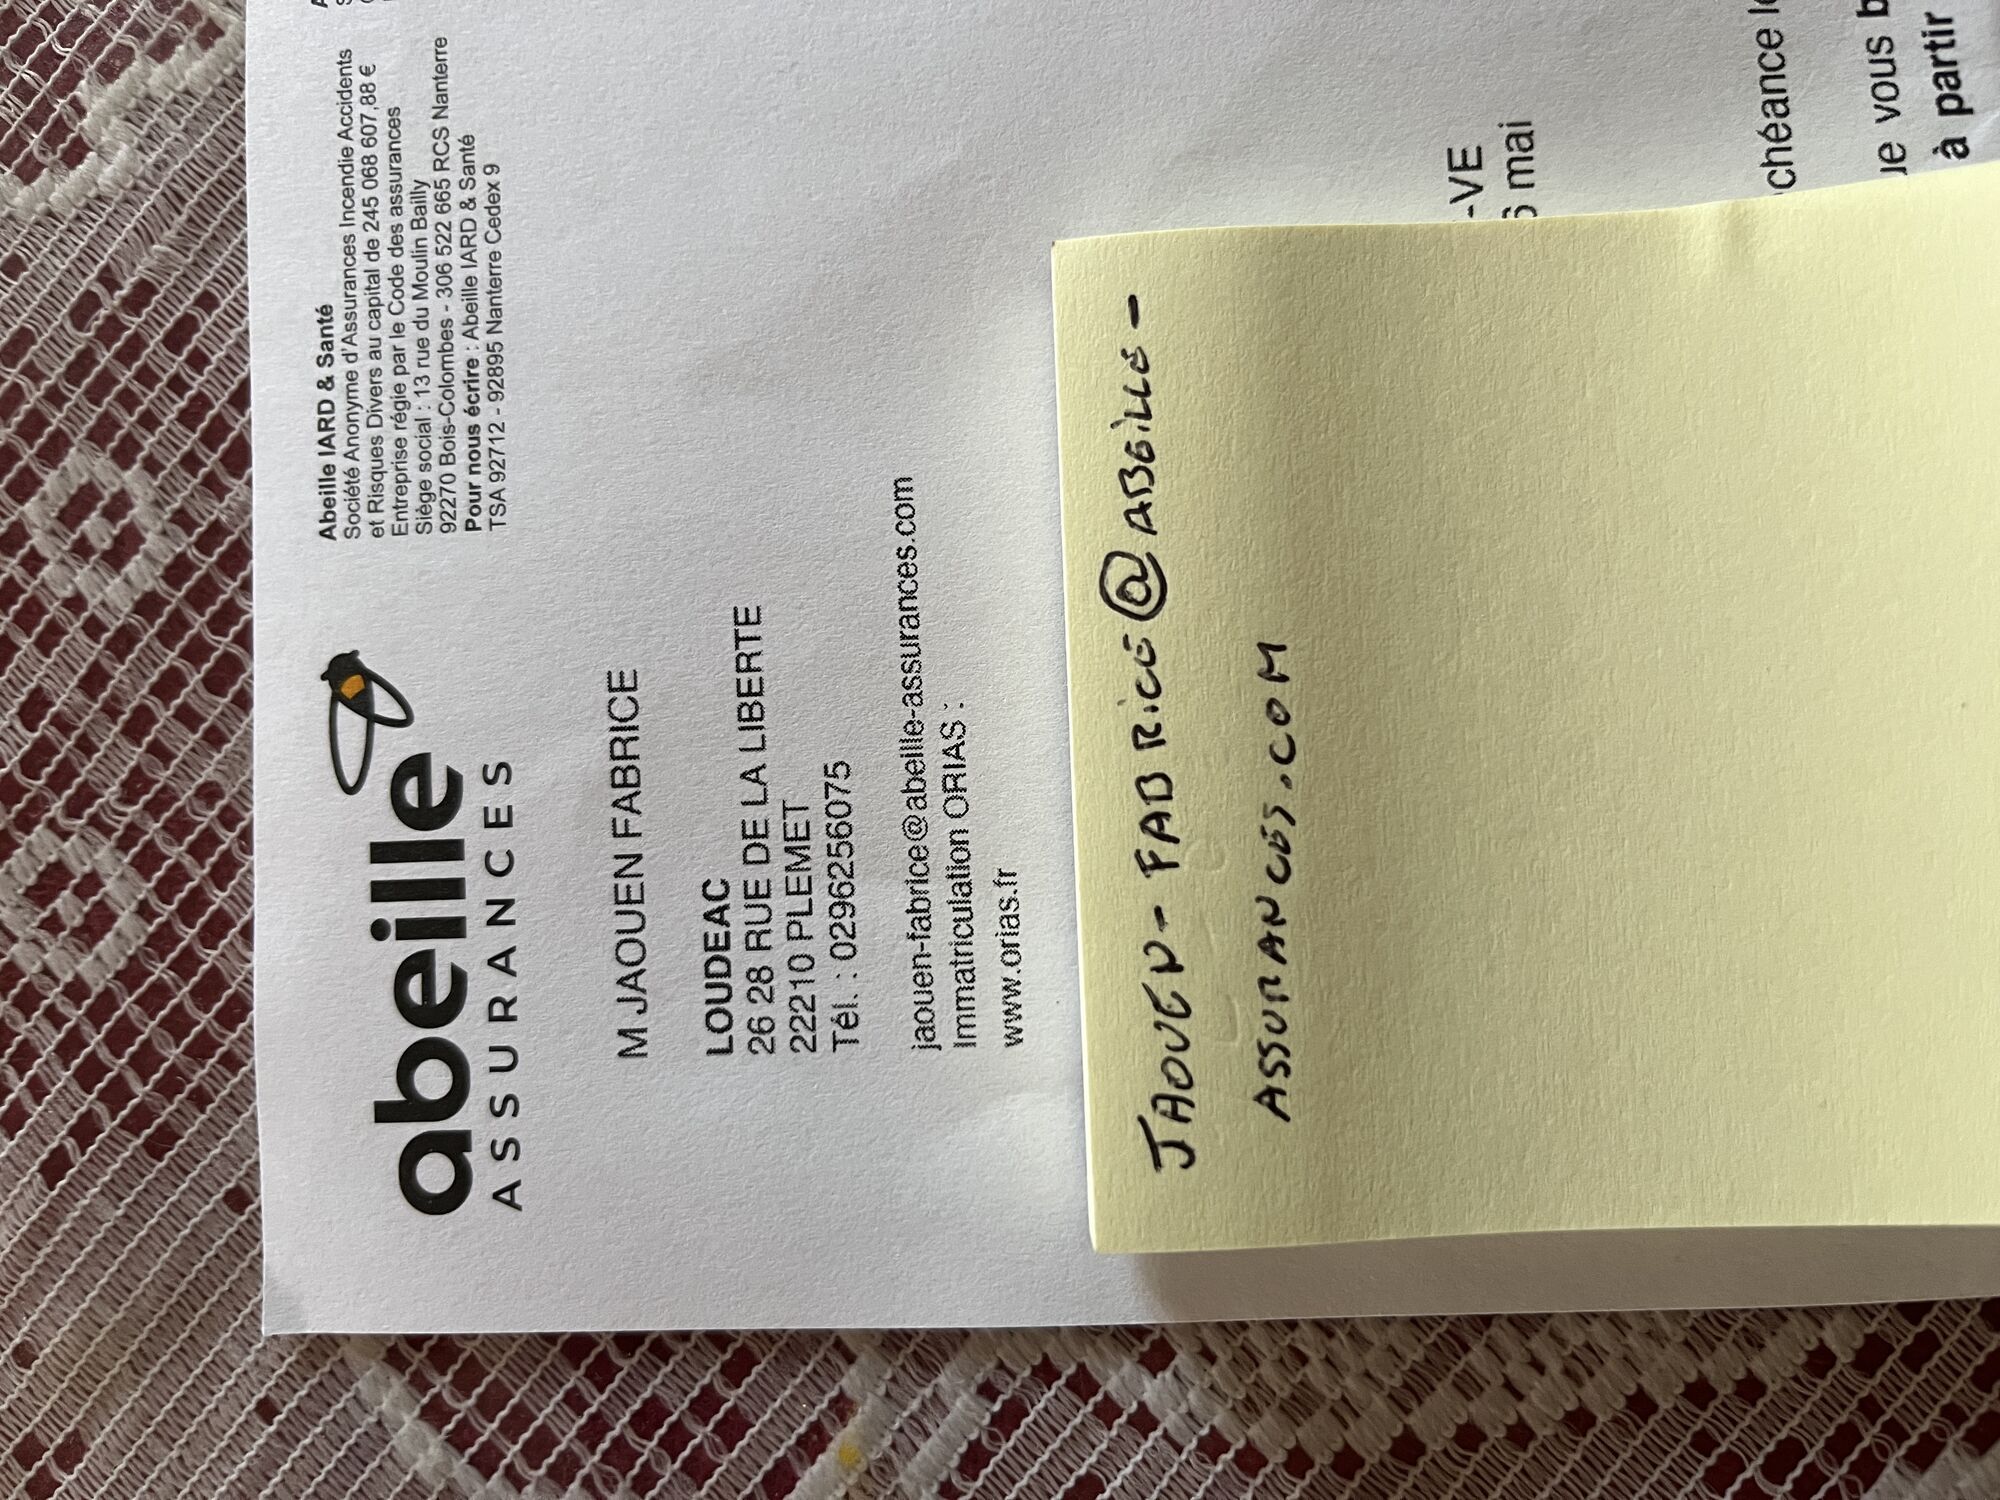 abeille
ASSURANCES
Abeille IARD & Santé
Société Anonyme d'Assurances Incendie Accidents
et Risques Divers au capital de 245 068 607,88 €
Entreprise régie par le Code des assurances
Siège social : 13 rue du Moulin Bailly
92270 Bois-Colombes - 306 522 665 RCS Nanterre
Pour nous écrire : Abeille IARD & Santé
TSA 92712 - 92895 Nanterre Cedex 9
M JAOUEN FABRICE
LOUDEAC
26 28 RUE DE LA LIBERTE
22210 PLEMET
Tél. : 0296256075
jaouen-fabrice@abeille-assurances.com
Immatriculation ORIAS :
www.orias.fr
JAOUEN-FABRICE@ABEILLE-
ASSURANCES.COM
-VE
6 mai
chéance
ue vous
à partir